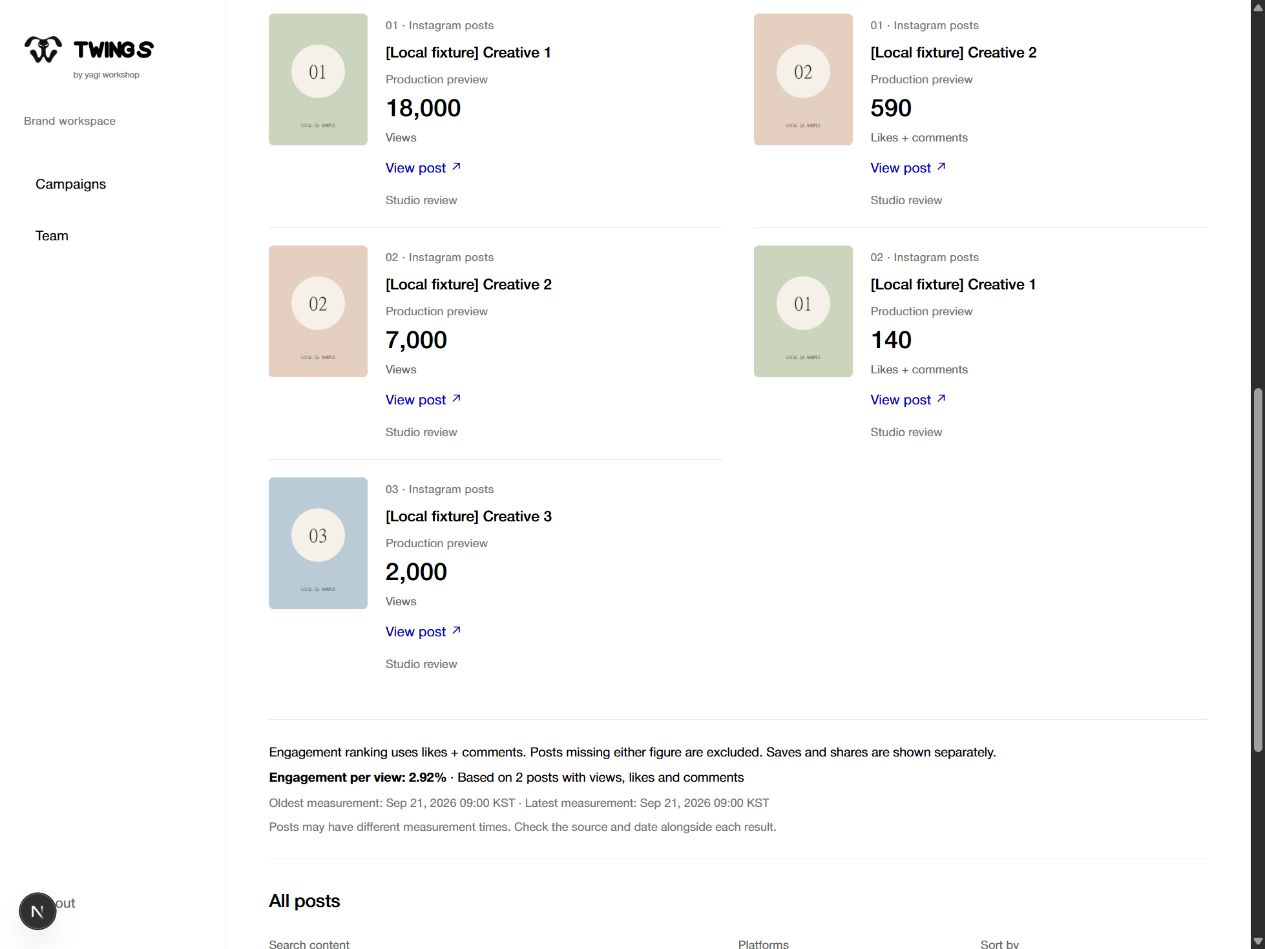 TWINGS
by yagi workshop
Brand workspace
Campaigns
Team
out
N
01
LOCAL QA SAMPLE
01 · Instagram posts
[Local fixture] Creative 1
Production preview
18,000
Views
View post ↗
Studio review
02
LOCAL QA SAMPLE
01 · Instagram posts
[Local fixture] Creative 2
Production preview
590
Likes + comments
View post ↗
Studio review
02
LOCAL QA SAMPLE
02 · Instagram posts
[Local fixture] Creative 2
Production preview
7,000
Views
View post ↗
Studio review
01
LOCAL QA SAMPLE
02 · Instagram posts
[Local fixture] Creative 1
Production preview
140
Likes + comments
View post ↗
Studio review
03
LOCAL QA SAMPLE
03 · Instagram posts
[Local fixture] Creative 3
Production preview
2,000
Views
View post ↗
Studio review
Engagement ranking uses likes + comments. Posts missing either figure are excluded. Saves and shares are shown separately.
Engagement per view: 2.92% · Based on 2 posts with views, likes and comments
Oldest measurement: Sep 21, 2026 09:00 KST · Latest measurement: Sep 21, 2026 09:00 KST
Posts may have different measurement times. Check the source and date alongside each result.
All posts
Search content
Platforms
Sort by